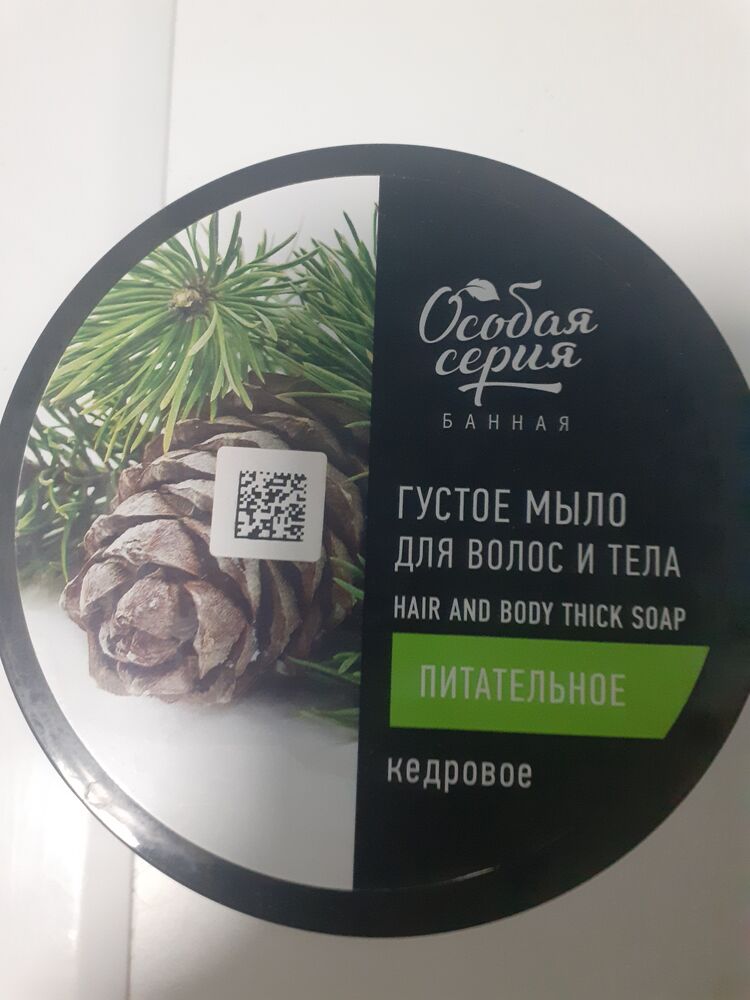 Особая
серия
БАННАЯ
ГУСТОЕ МЫЛО
ДЛЯ ВОЛОС И ТЕЛА
HAIR AND BODY THICK SOAP
ПИТАТЕЛЬНОЕ
кедровое